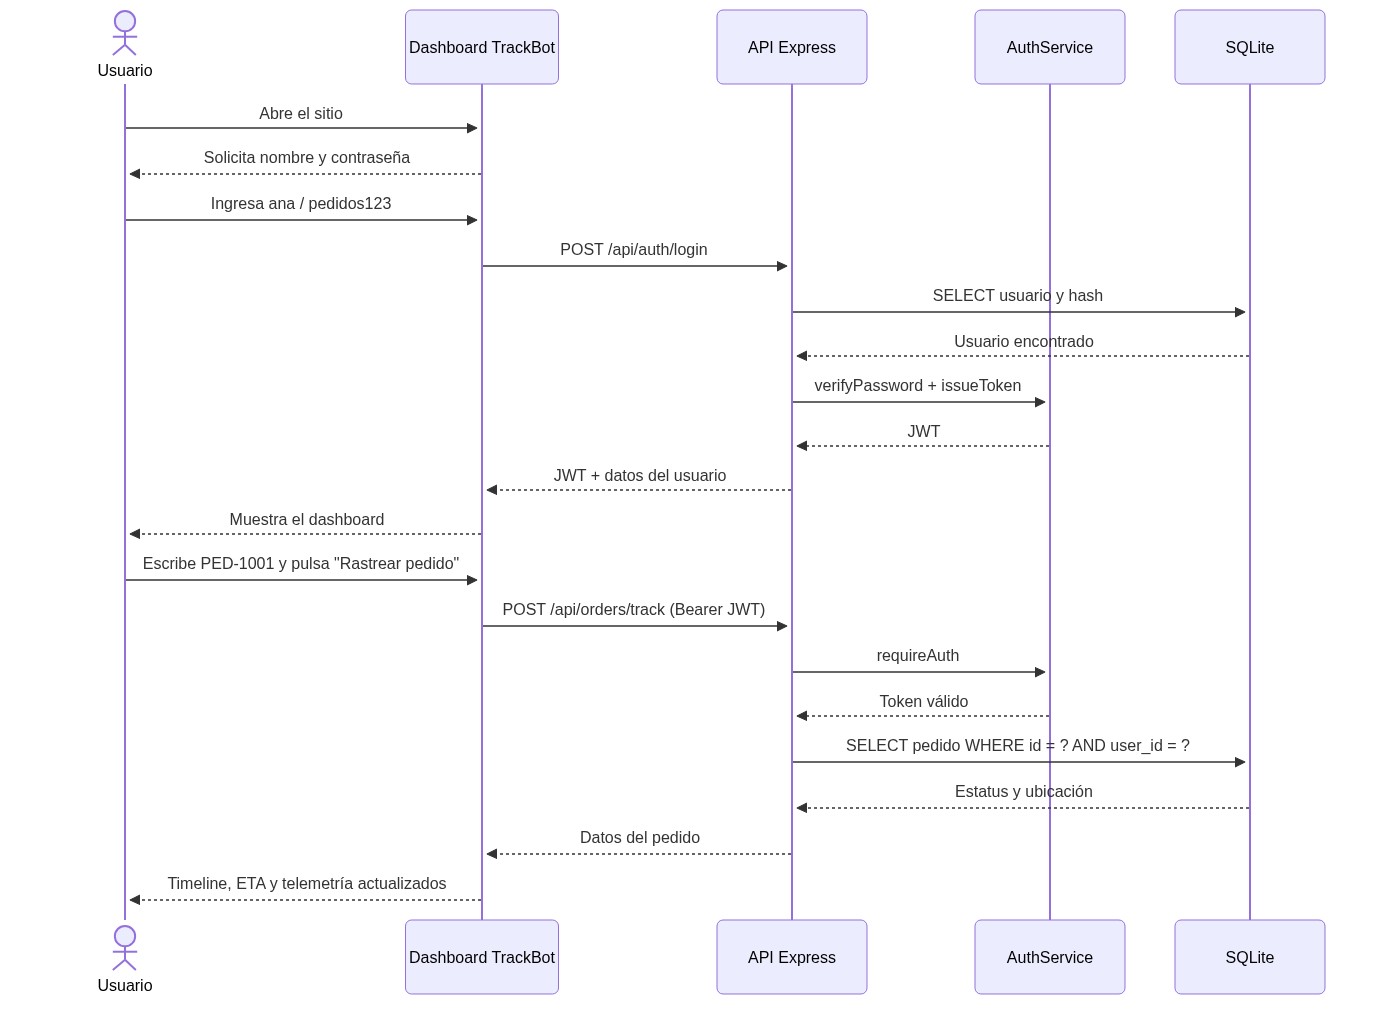 Usuario
Dashboard TrackBot
API Express
AuthService
SQLite
Abre el sitio
Solicita nombre y contraseña
Ingresa ana / pedidos123
POST /api/auth/login
SELECT usuario y hash
Usuario encontrado
verifyPassword + issueToken
JWT
JWT + datos del usuario
Muestra el dashboard
Escribe PED-1001 y pulsa "Rastrear pedido"
POST /api/orders/track (Bearer JWT)
requireAuth
Token válido
SELECT pedido WHERE id = ? AND user_id = ?
Estatus y ubicación
Datos del pedido
Timeline, ETA y telemetría actualizados
Usuario
Dashboard TrackBot
API Express
AuthService
SQLite